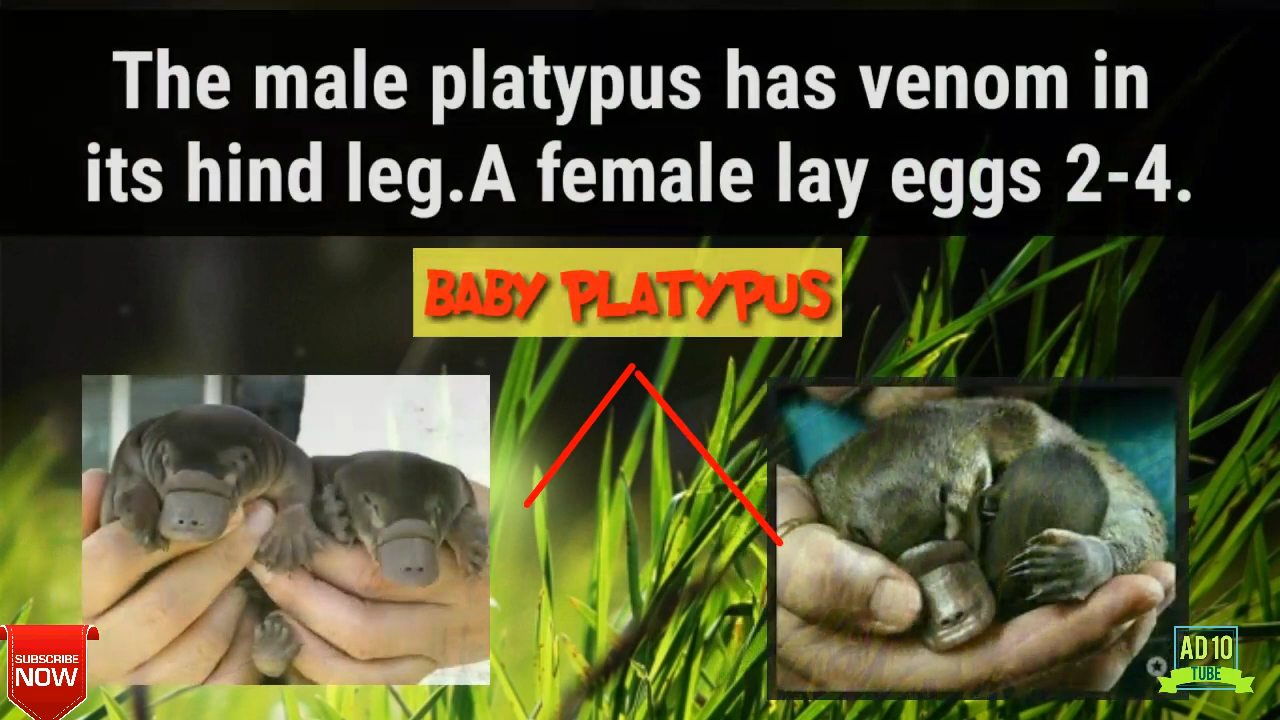 The male platypus has venom in
its hind leg.A female lay eggs 2-4.
BABY PLATYPUS
SUBSCRIBE
NOW
AD 10
TUBE